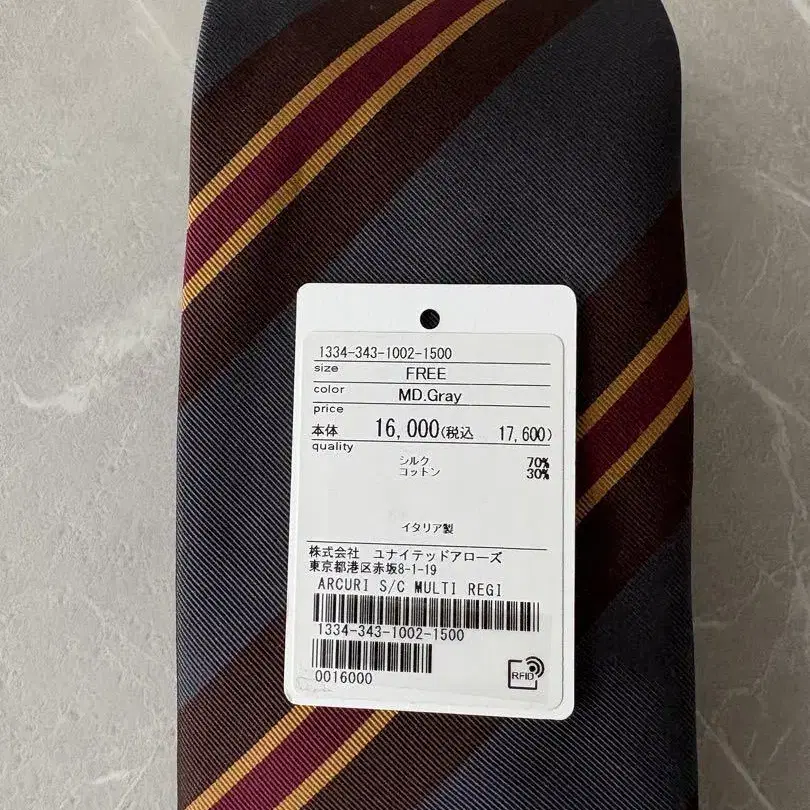 1334-343-1002-1500
size FREE
color MD.Gray
price
本体 16,000(税込 17,600)
quality
シルク 70%
コットン 30%
イタリア製
株式会社 ユナイテッドアローズ
東京都港区赤坂8-1-19
ARCURI S/C MULTI REGI
1334-343-1002-1500
0016000
RFID